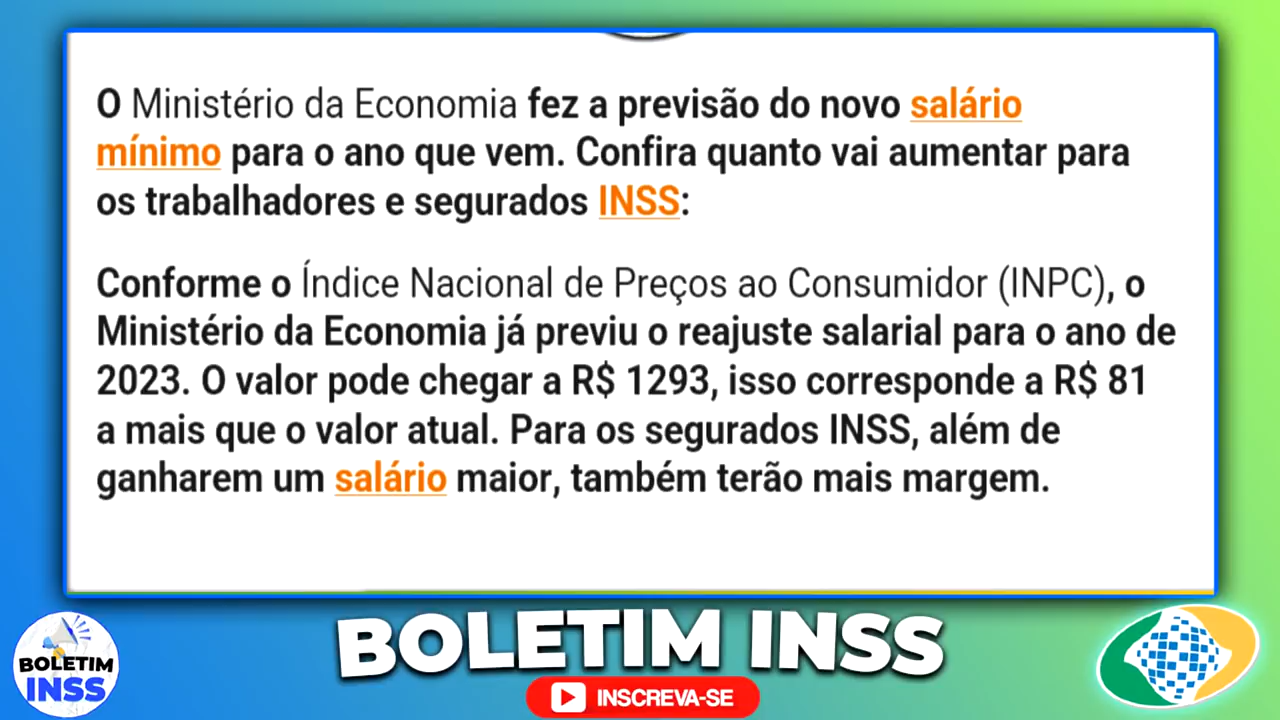 O Ministério da Economia fez a previsão do novo salário
mínimo para o ano que vem. Confira quanto vai aumentar para
os trabalhadores e segurados INSS:
Conforme o Índice Nacional de Preços ao Consumidor (INPC), o
Ministério da Economia já previu o reajuste salarial para o ano de
2023. O valor pode chegar a R$ 1293, isso corresponde a R$ 81
a mais que o valor atual. Para os segurados INSS, além de
ganharem um salário maior, também terão mais margem.
BOLETIM INSS
INSCREVA-SE
BOLETIM
INSS